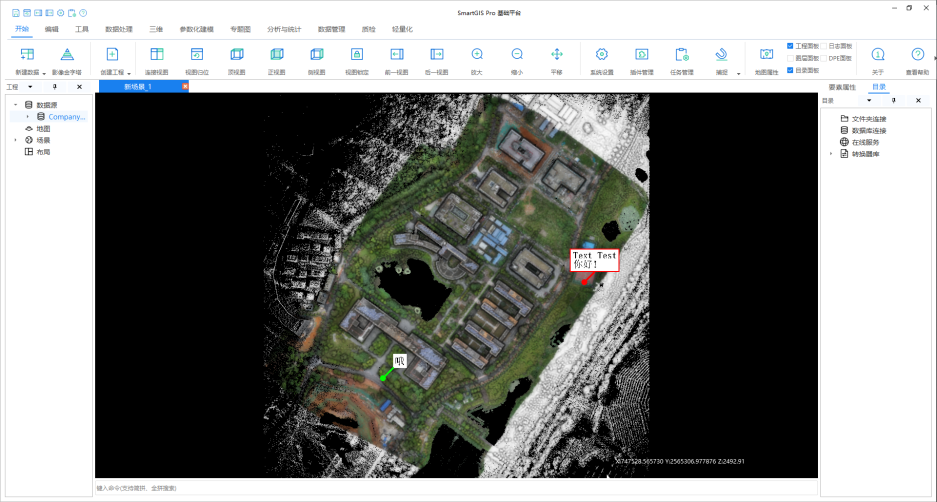 SmartGIS Pro 基础平台
开始 编辑 工具 数据处理 三维 参数化建模 专题图 分析与统计 数据管理 质检 轻量化
新建数据 影像金字塔 创建工程 连接视图 视图归位 顶视图 正视图 侧视图 视图锁定 前一视图 后一视图 放大 缩小 平移 系统设置 插件管理 任务管理 捕捉 地图属性 关于 查看帮助
工程面板 日志面板
图层面板 DPE面板
目录面板
工程
数据源
Company...
地图
场景
布局
新场景_1
Text Test
你好!
哦
X:747528.565730 Y:2565306.977876 Z:2492.91
键入命令(支持简拼、全拼搜索)
要素属性 目录
目录
文件夹连接
数据库连接
在线服务
转换器库